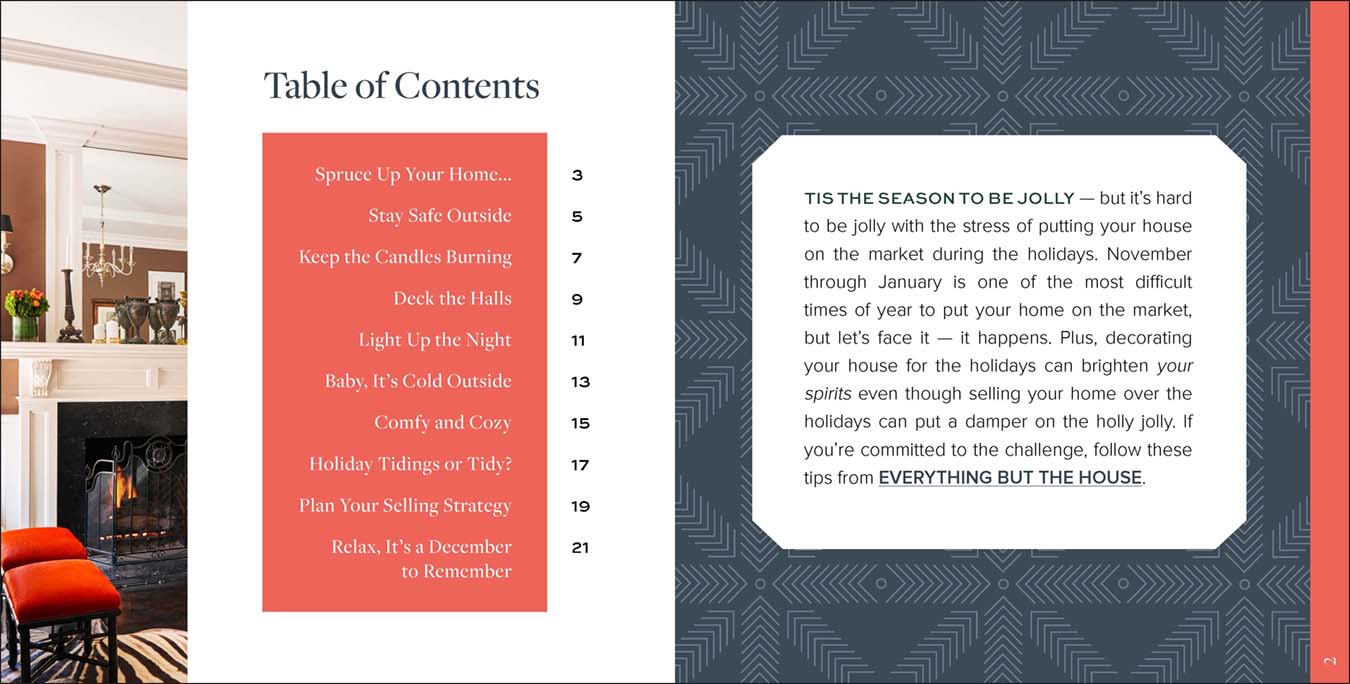 Table of Contents
Spruce Up Your Home... 3
Stay Safe Outside 5
Keep the Candles Burning 7
Deck the Halls 9
Light Up the Night 11
Baby, It’s Cold Outside 13
Comfy and Cozy 15
Holiday Tidings or Tidy? 17
Plan Your Selling Strategy 19
Relax, It’s a December 21
to Remember
TIS THE SEASON TO BE JOLLY — but it’s hard
to be jolly with the stress of putting your house
on the market during the holidays. November
through January is one of the most difficult
times of year to put your home on the market,
but let’s face it — it happens. Plus, decorating
your house for the holidays can brighten your
spirits even though selling your home over the
holidays can put a damper on the holly jolly. If
you’re committed to the challenge, follow these
tips from EVERYTHING BUT THE HOUSE.
2